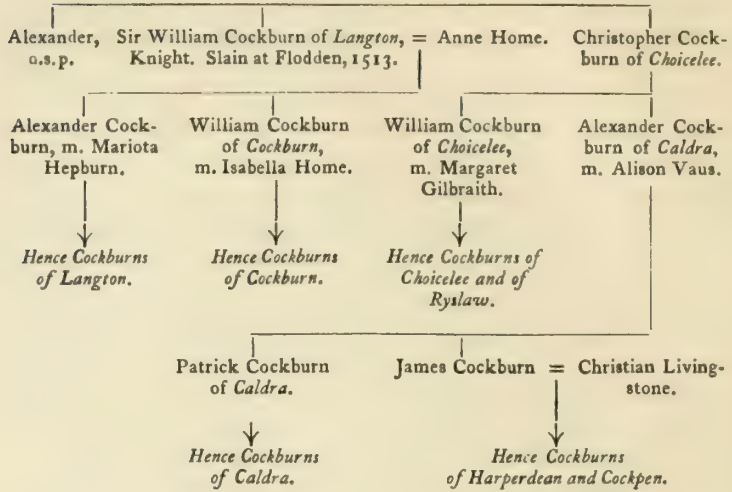 Alexander, Sir William Cockburn of Langton, = Anne Home. Christopher Cock-
o.s.p. Knight. Slain at Flodden, 1513. burn of Choicelee.
Alexander Cock- William Cockburn William Cockburn Alexander Cock-
burn, m. Mariota of Cockburn, of Choicelee, burn of Caldra,
Hepburn. m. Isabella Home. m. Margaret m. Alison Vaus.
Gilbraith.
Hence Cockburns Hence Cockburns Hence Cockburns of
of Langton. of Cockburn. Choicelee and of
Ryslaw.
Patrick Cockburn James Cockburn = Christian Living-
of Caldra. stone.
Hence Cockburns Hence Cockburns
of Caldra. of Harperdean and Cockpen.